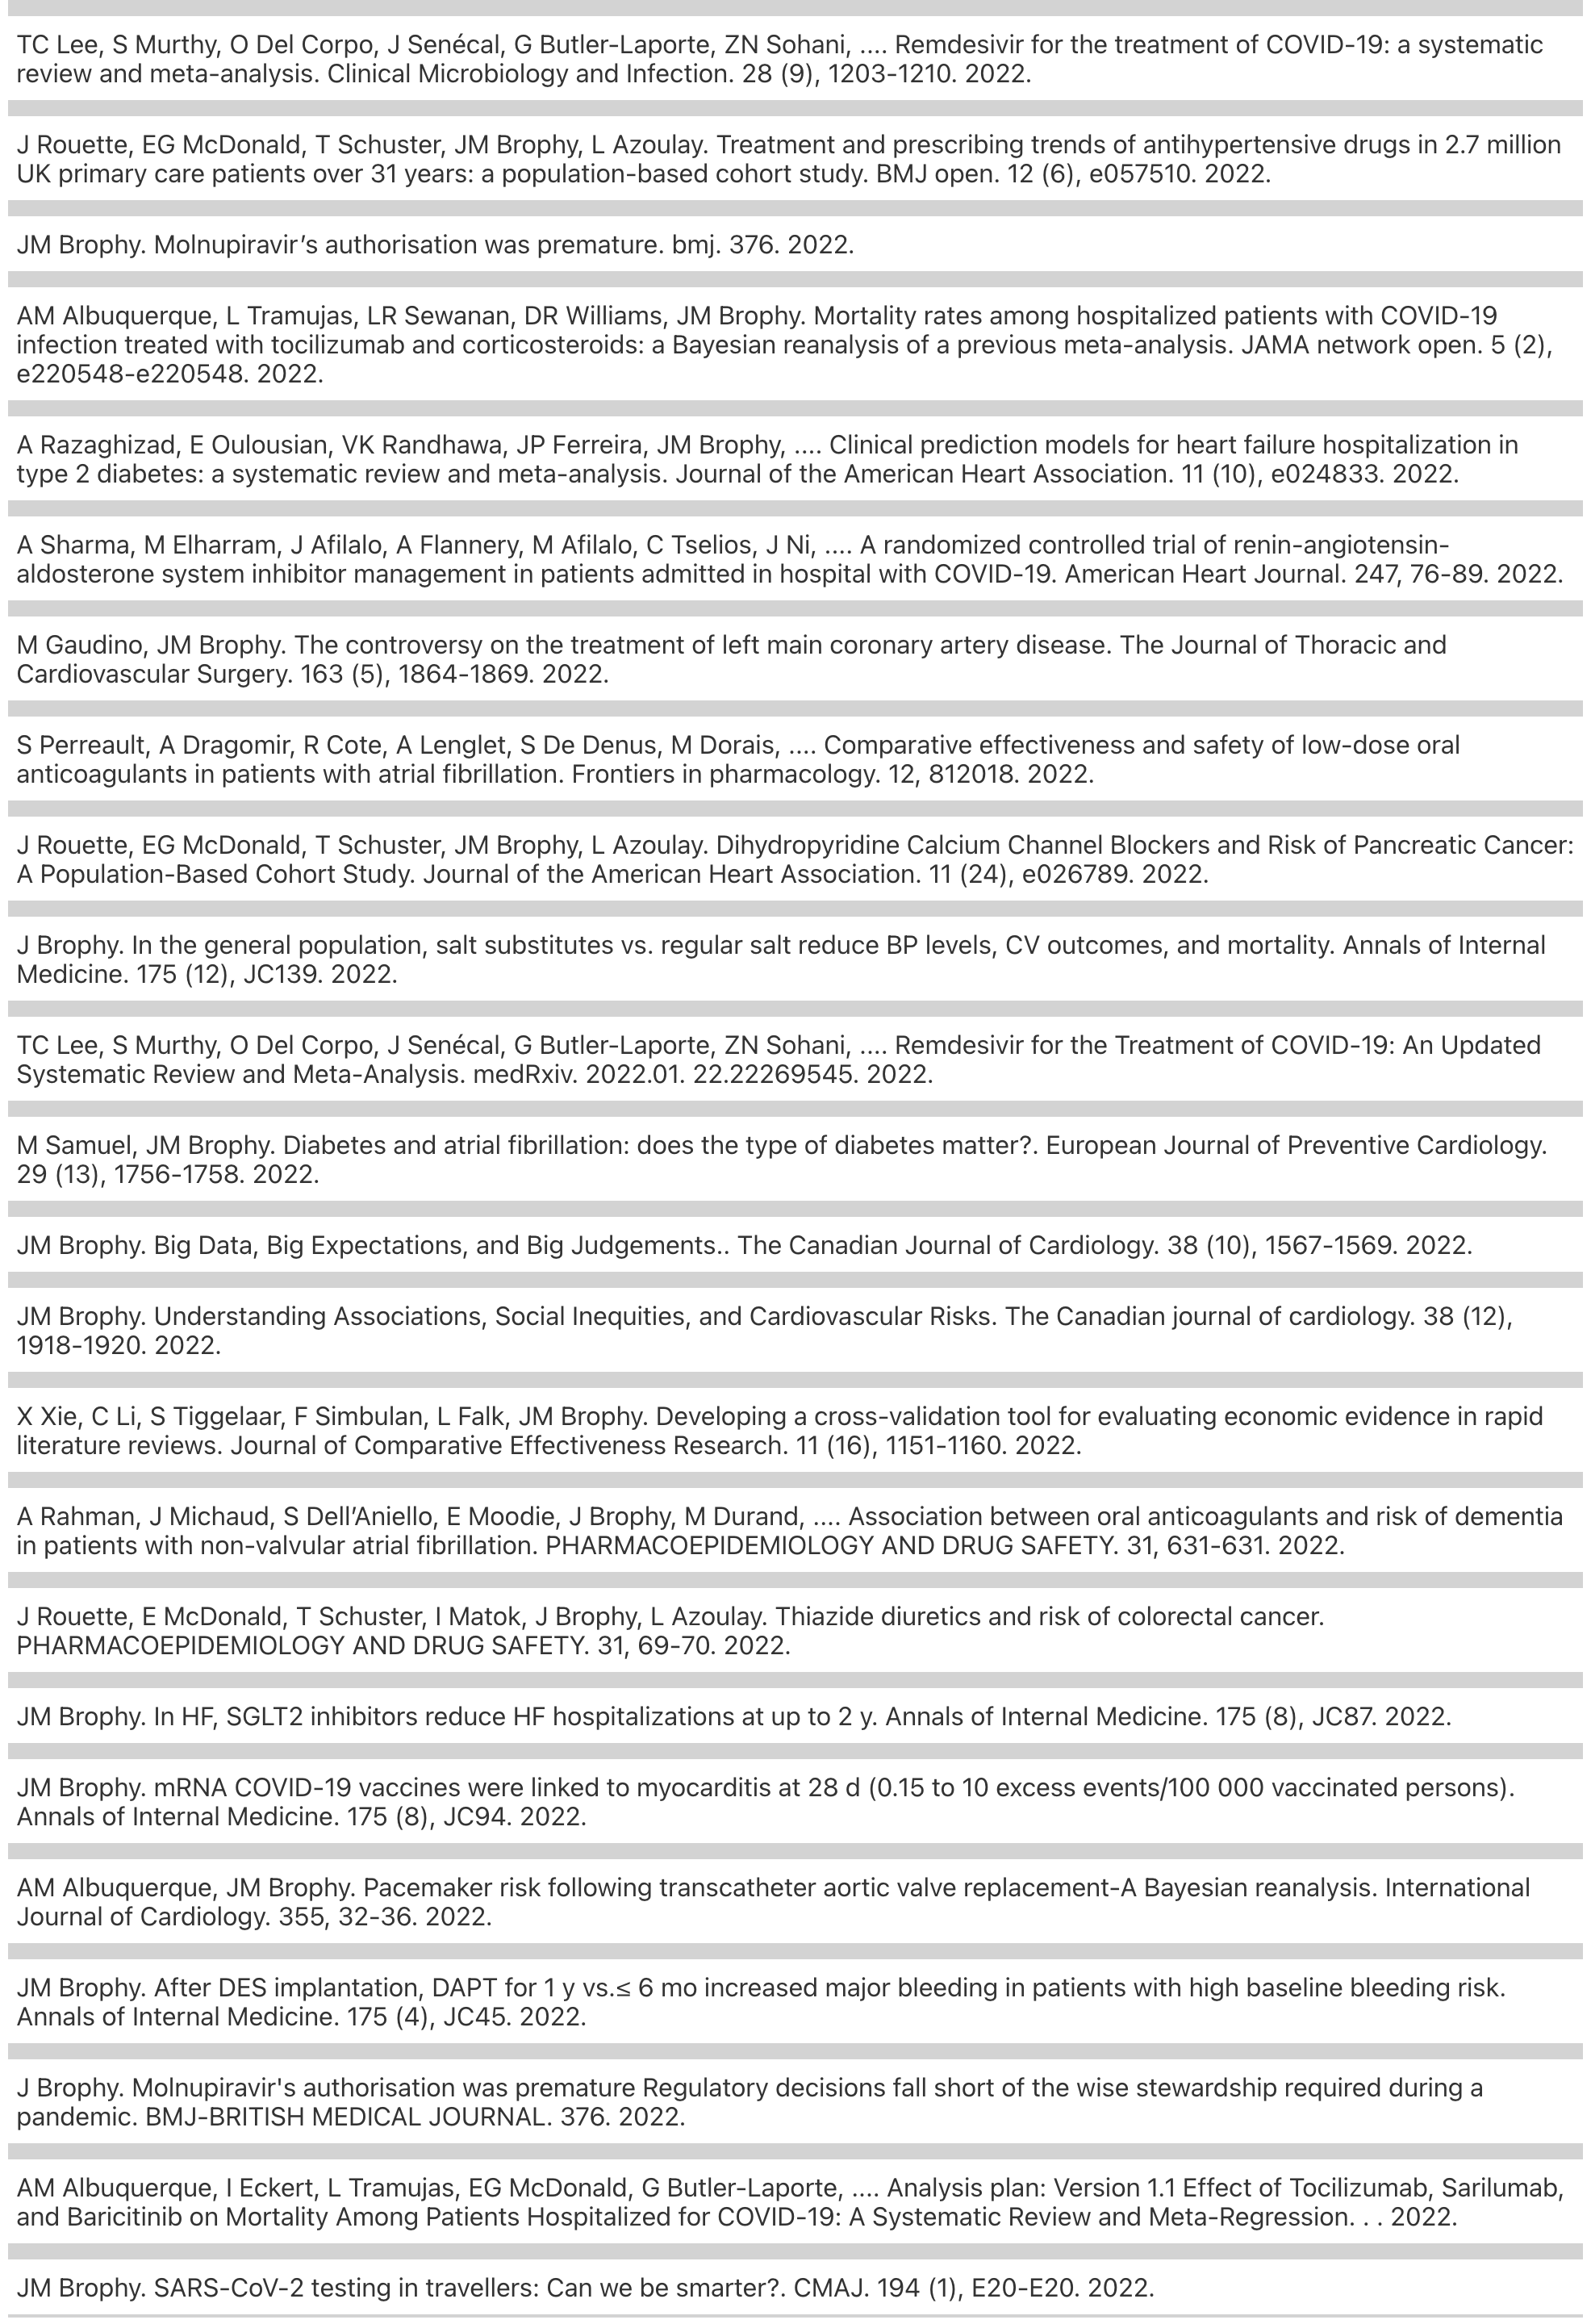 TC Lee, S Murthy, O Del Corpo, J Senécal, G Butler-Laporte, ZN Sohani, .... Remdesivir for the treatment of COVID-19: a systematic
review and meta-analysis. Clinical Microbiology and Infection. 28 (9), 1203-1210. 2022.
J Rouette, EG McDonald, T Schuster, JM Brophy, L Azoulay. Treatment and prescribing trends of antihypertensive drugs in 2.7 million
UK primary care patients over 31 years: a population-based cohort study. BMJ open. 12 (6), e057510. 2022.
JM Brophy. Molnupiravir’s authorisation was premature. bmj. 376. 2022.
AM Albuquerque, L Tramujas, LR Sewanan, DR Williams, JM Brophy. Mortality rates among hospitalized patients with COVID-19
infection treated with tocilizumab and corticosteroids: a Bayesian reanalysis of a previous meta-analysis. JAMA network open. 5 (2),
e220548-e220548. 2022.
A Razaghizad, E Oulousian, VK Randhawa, JP Ferreira, JM Brophy, .... Clinical prediction models for heart failure hospitalization in
type 2 diabetes: a systematic review and meta-analysis. Journal of the American Heart Association. 11 (10), e024833. 2022.
A Sharma, M Elharram, J Afilalo, A Flannery, M Afilalo, C Tselios, J Ni, .... A randomized controlled trial of renin-angiotensin-
aldosterone system inhibitor management in patients admitted in hospital with COVID-19. American Heart Journal. 247, 76-89. 2022.
M Gaudino, JM Brophy. The controversy on the treatment of left main coronary artery disease. The Journal of Thoracic and
Cardiovascular Surgery. 163 (5), 1864-1869. 2022.
S Perreault, A Dragomir, R Cote, A Lenglet, S De Denus, M Dorais, .... Comparative effectiveness and safety of low-dose oral
anticoagulants in patients with atrial fibrillation. Frontiers in pharmacology. 12, 812018. 2022.
J Rouette, EG McDonald, T Schuster, JM Brophy, L Azoulay. Dihydropyridine Calcium Channel Blockers and Risk of Pancreatic Cancer:
A Population-Based Cohort Study. Journal of the American Heart Association. 11 (24), e026789. 2022.
J Brophy. In the general population, salt substitutes vs. regular salt reduce BP levels, CV outcomes, and mortality. Annals of Internal
Medicine. 175 (12), JC139. 2022.
TC Lee, S Murthy, O Del Corpo, J Senécal, G Butler-Laporte, ZN Sohani, .... Remdesivir for the Treatment of COVID-19: An Updated
Systematic Review and Meta-Analysis. medRxiv. 2022.01. 22.22269545. 2022.
M Samuel, JM Brophy. Diabetes and atrial fibrillation: does the type of diabetes matter?. European Journal of Preventive Cardiology.
29 (13), 1756-1758. 2022.
JM Brophy. Big Data, Big Expectations, and Big Judgements.. The Canadian Journal of Cardiology. 38 (10), 1567-1569. 2022.
JM Brophy. Understanding Associations, Social Inequities, and Cardiovascular Risks. The Canadian journal of cardiology. 38 (12),
1918-1920. 2022.
X Xie, C Li, S Tiggelaar, F Simbulan, L Falk, JM Brophy. Developing a cross-validation tool for evaluating economic evidence in rapid
literature reviews. Journal of Comparative Effectiveness Research. 11 (16), 1151-1160. 2022.
A Rahman, J Michaud, S Dell’Aniello, E Moodie, J Brophy, M Durand, .... Association between oral anticoagulants and risk of dementia
in patients with non-valvular atrial fibrillation. PHARMACOEPIDEMIOLOGY AND DRUG SAFETY. 31, 631-631. 2022.
J Rouette, E McDonald, T Schuster, I Matok, J Brophy, L Azoulay. Thiazide diuretics and risk of colorectal cancer.
PHARMACOEPIDEMIOLOGY AND DRUG SAFETY. 31, 69-70. 2022.
JM Brophy. In HF, SGLT2 inhibitors reduce HF hospitalizations at up to 2 y. Annals of Internal Medicine. 175 (8), JC87. 2022.
JM Brophy. mRNA COVID-19 vaccines were linked to myocarditis at 28 d (0.15 to 10 excess events/100 000 vaccinated persons).
Annals of Internal Medicine. 175 (8), JC94. 2022.
AM Albuquerque, JM Brophy. Pacemaker risk following transcatheter aortic valve replacement-A Bayesian reanalysis. International
Journal of Cardiology. 355, 32-36. 2022.
JM Brophy. After DES implantation, DAPT for 1 y vs.≤ 6 mo increased major bleeding in patients with high baseline bleeding risk.
Annals of Internal Medicine. 175 (4), JC45. 2022.
J Brophy. Molnupiravir's authorisation was premature Regulatory decisions fall short of the wise stewardship required during a
pandemic. BMJ-BRITISH MEDICAL JOURNAL. 376. 2022.
AM Albuquerque, I Eckert, L Tramujas, EG McDonald, G Butler-Laporte, .... Analysis plan: Version 1.1 Effect of Tocilizumab, Sarilumab,
and Baricitinib on Mortality Among Patients Hospitalized for COVID-19: A Systematic Review and Meta-Regression. . . 2022.
JM Brophy. SARS-CoV-2 testing in travellers: Can we be smarter?. CMAJ. 194 (1), E20-E20. 2022.